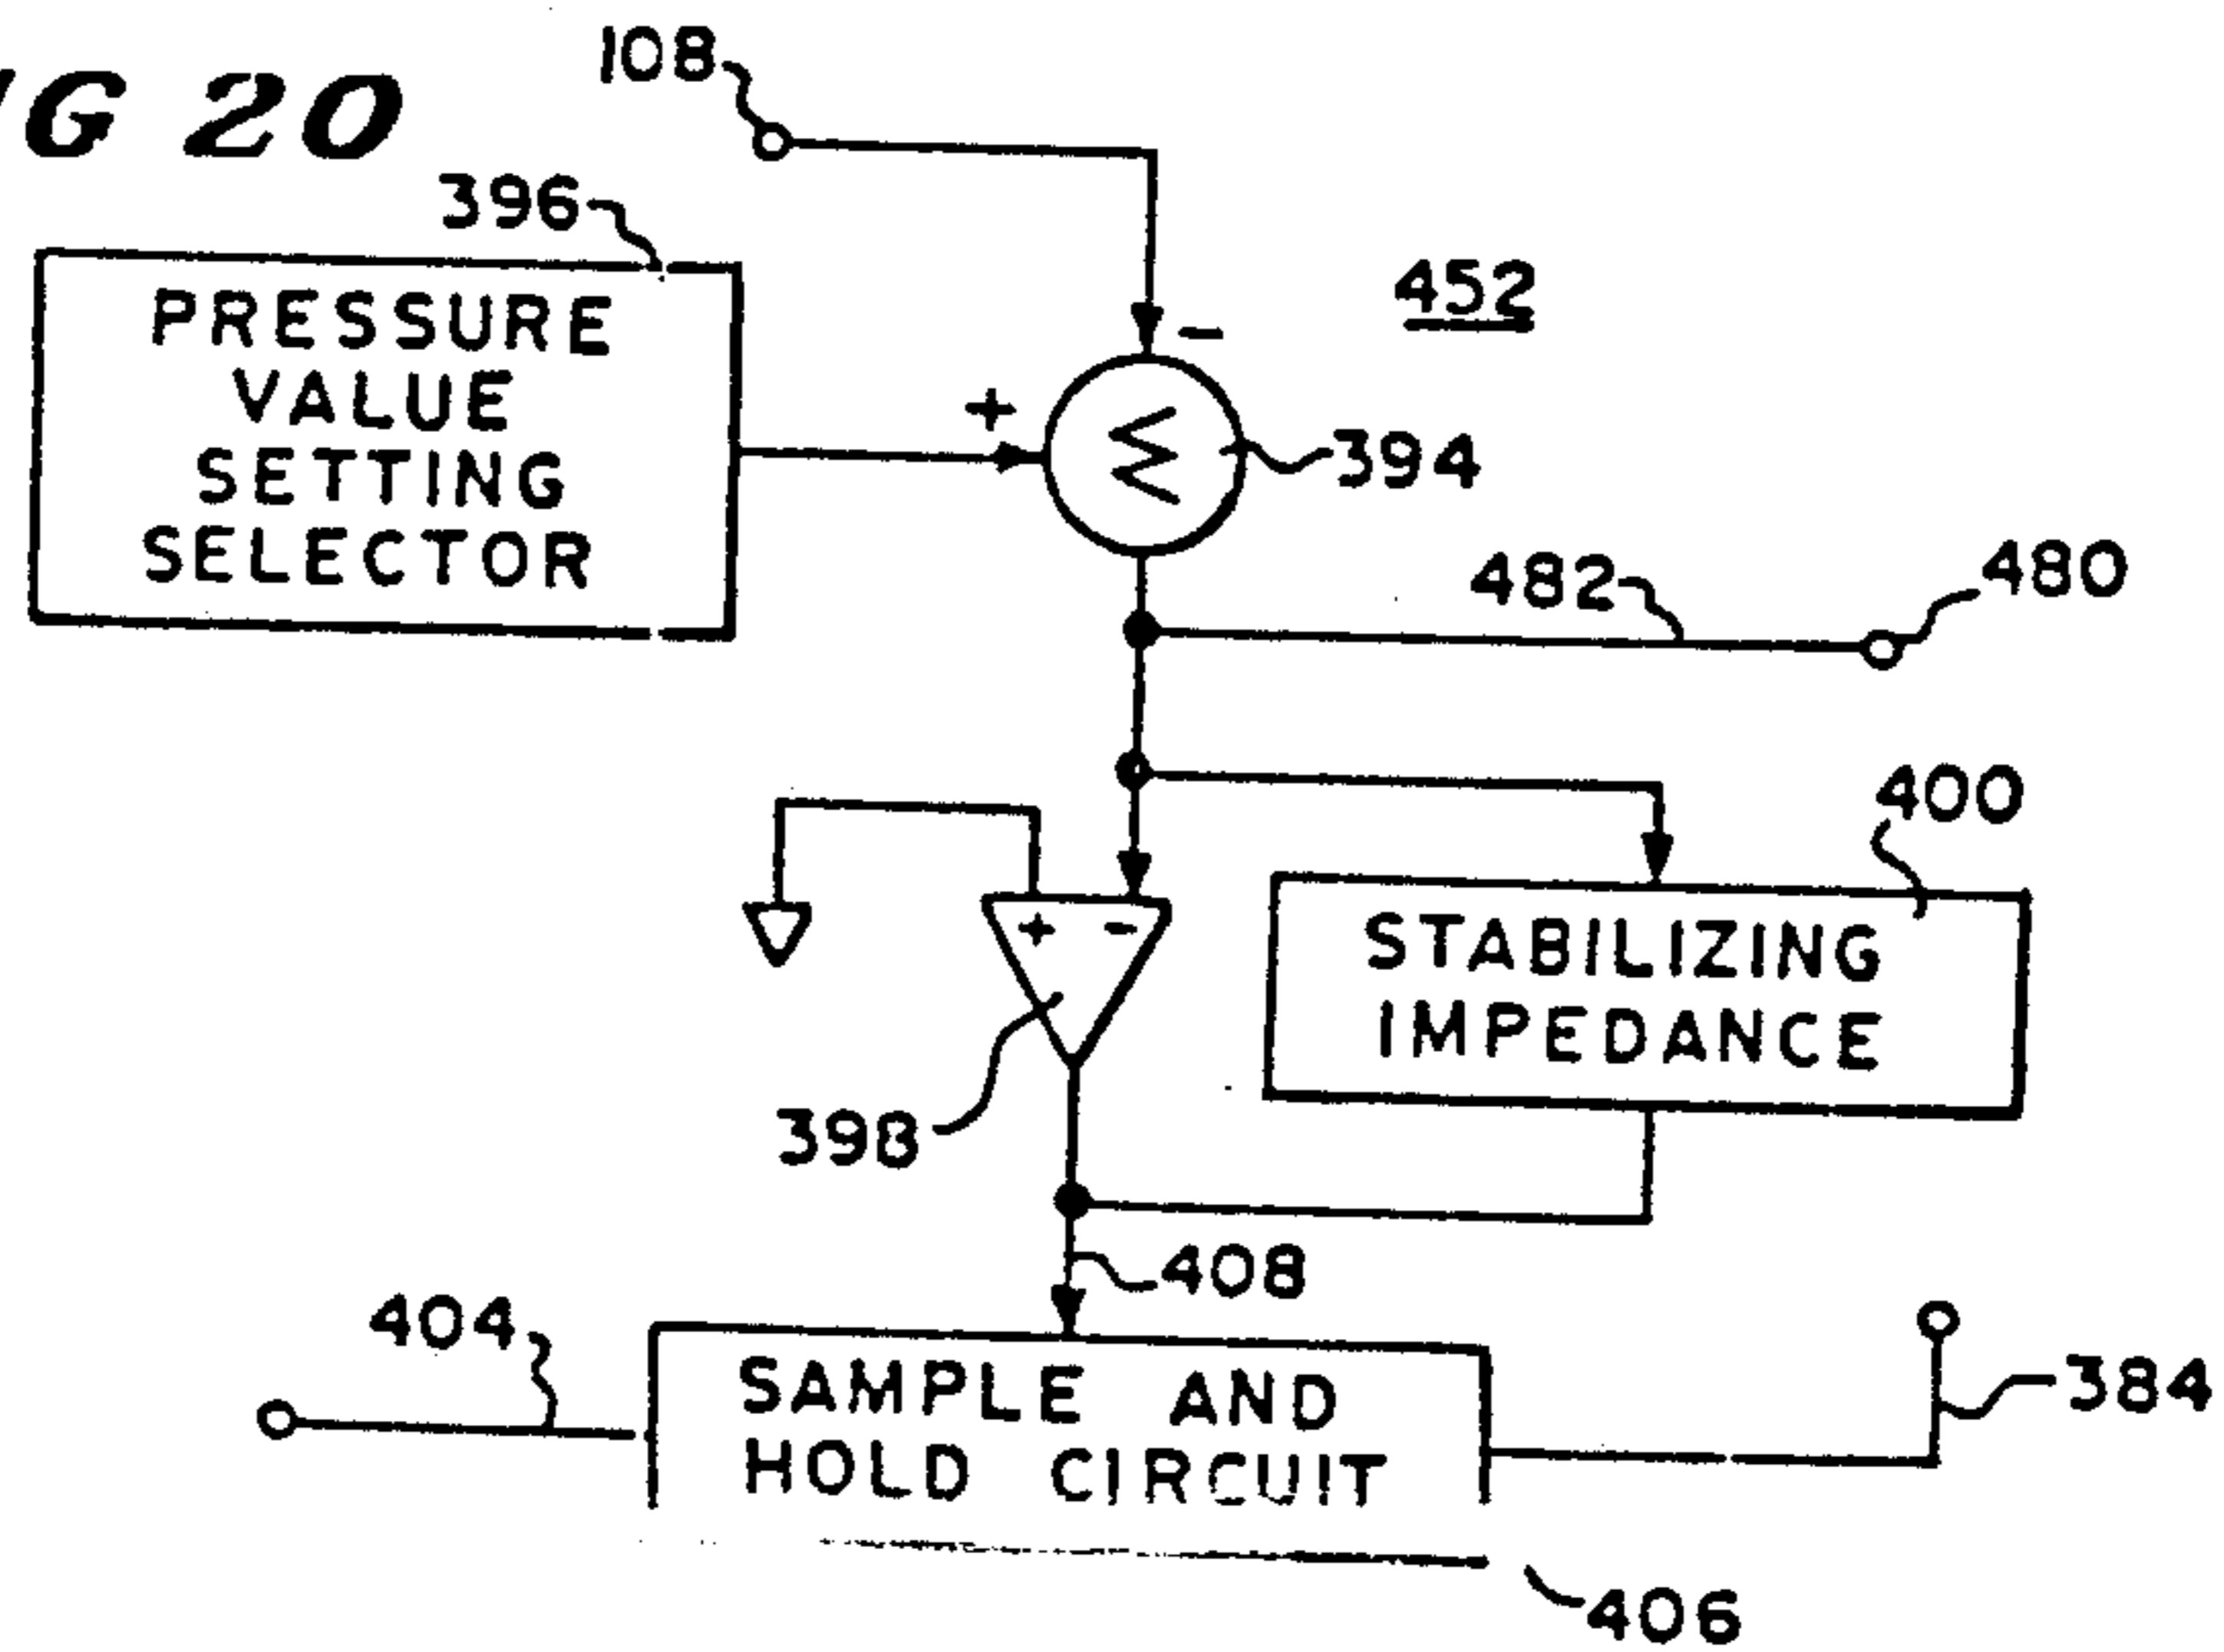 G 20
108
396
PRESSURE
VALUE
SETTING
SELECTOR
452
-
+
Σ
394
482
480
400
+ -
STABILIZING
IMPEDANCE
398
408
404
SAMPLE AND
HOLD CIRCUIT
384
406